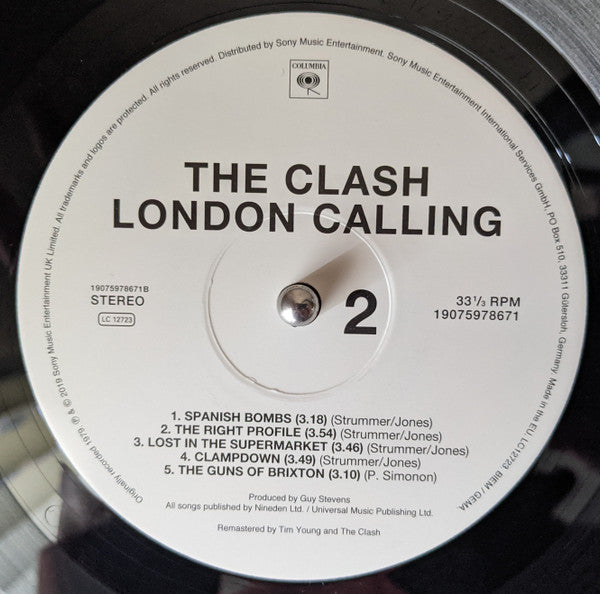 COLUMBIA
THE CLASH
LONDON CALLING
19075978671B
STEREO
LC 12723
2
33 1/3 RPM
19075978671
1. SPANISH BOMBS (3.18) (Strummer/Jones)
2. THE RIGHT PROFILE (3.54) (Strummer/Jones)
3. LOST IN THE SUPERMARKET (3.46) (Strummer/Jones)
4. CLAMPDOWN (3.49) (Strummer/Jones)
5. THE GUNS OF BRIXTON (3.10) (P. Simonon)
Produced by Guy Stevens
All songs published by Nineden Ltd. / Universal Music Publishing Ltd.
Remastered by Tim Young and The Clash
Originally recorded 1979 ℗ & © 2019 Sony Music Entertainment UK Limited. All trademarks and logos are protected. All rights reserved. Distributed by Sony Music Entertainment. Sony Music Entertainment International Services GmbH, PO Box 510, 33311 Gütersloh, Germany. Made in the EU. LC12723. BIEM / GEMA